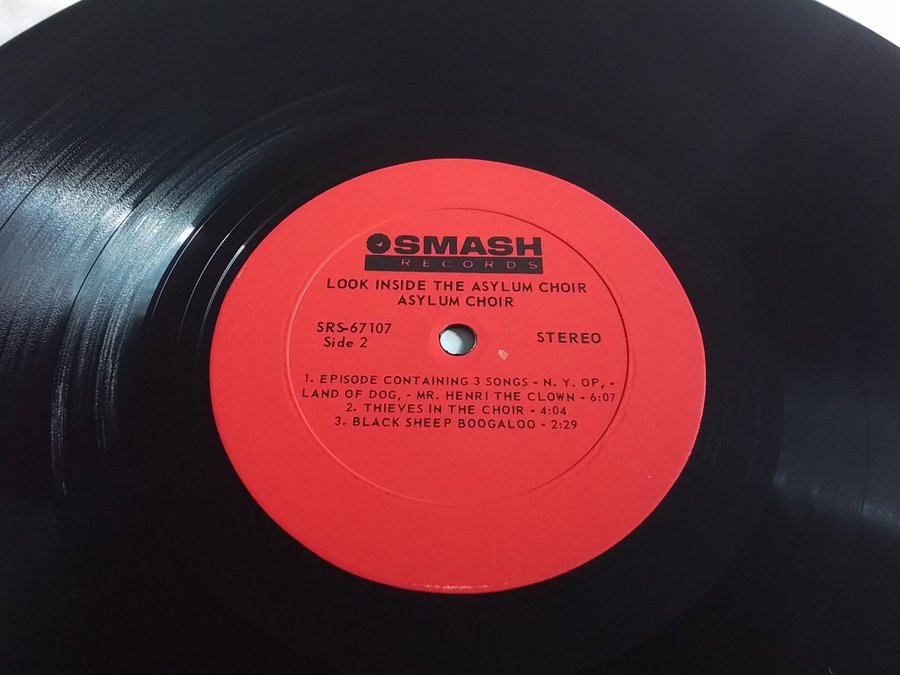 SMASH
RECORDS
LOOK INSIDE THE ASYLUM CHOIR
ASYLUM CHOIR
SRS-67107
Side 2
STEREO
1. EPISODE CONTAINING 3 SONGS - N. Y. OP, -
LAND OF DOG, - MR. HENRI THE CLOWN - 6:07
2. THIEVES IN THE CHOIR - 4:04
3. BLACK SHEEP BOOGALOO - 2:29